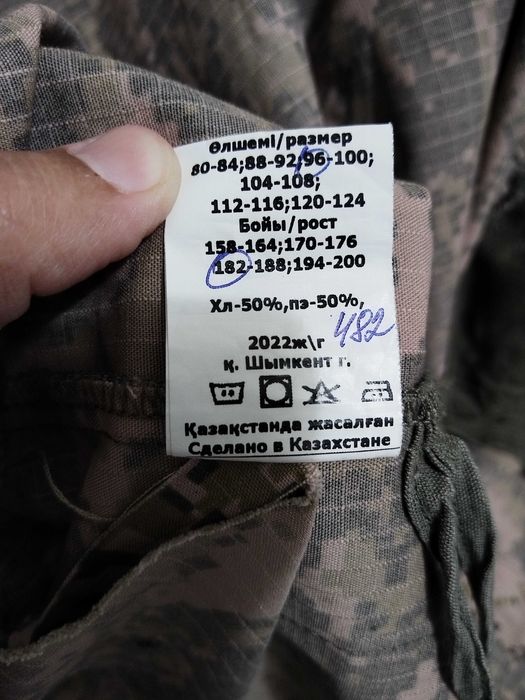 Өлшемі/размер
80-84;88-92;96-100;
104-108;
112-116;120-124
Бойы/рост
158-164;170-176
182-188;194-200
Хл-50%,пэ-50%,
482
2022ж\г
қ. Шымкент г.
Қазақстанда жасалған
Сделано в Казахстане